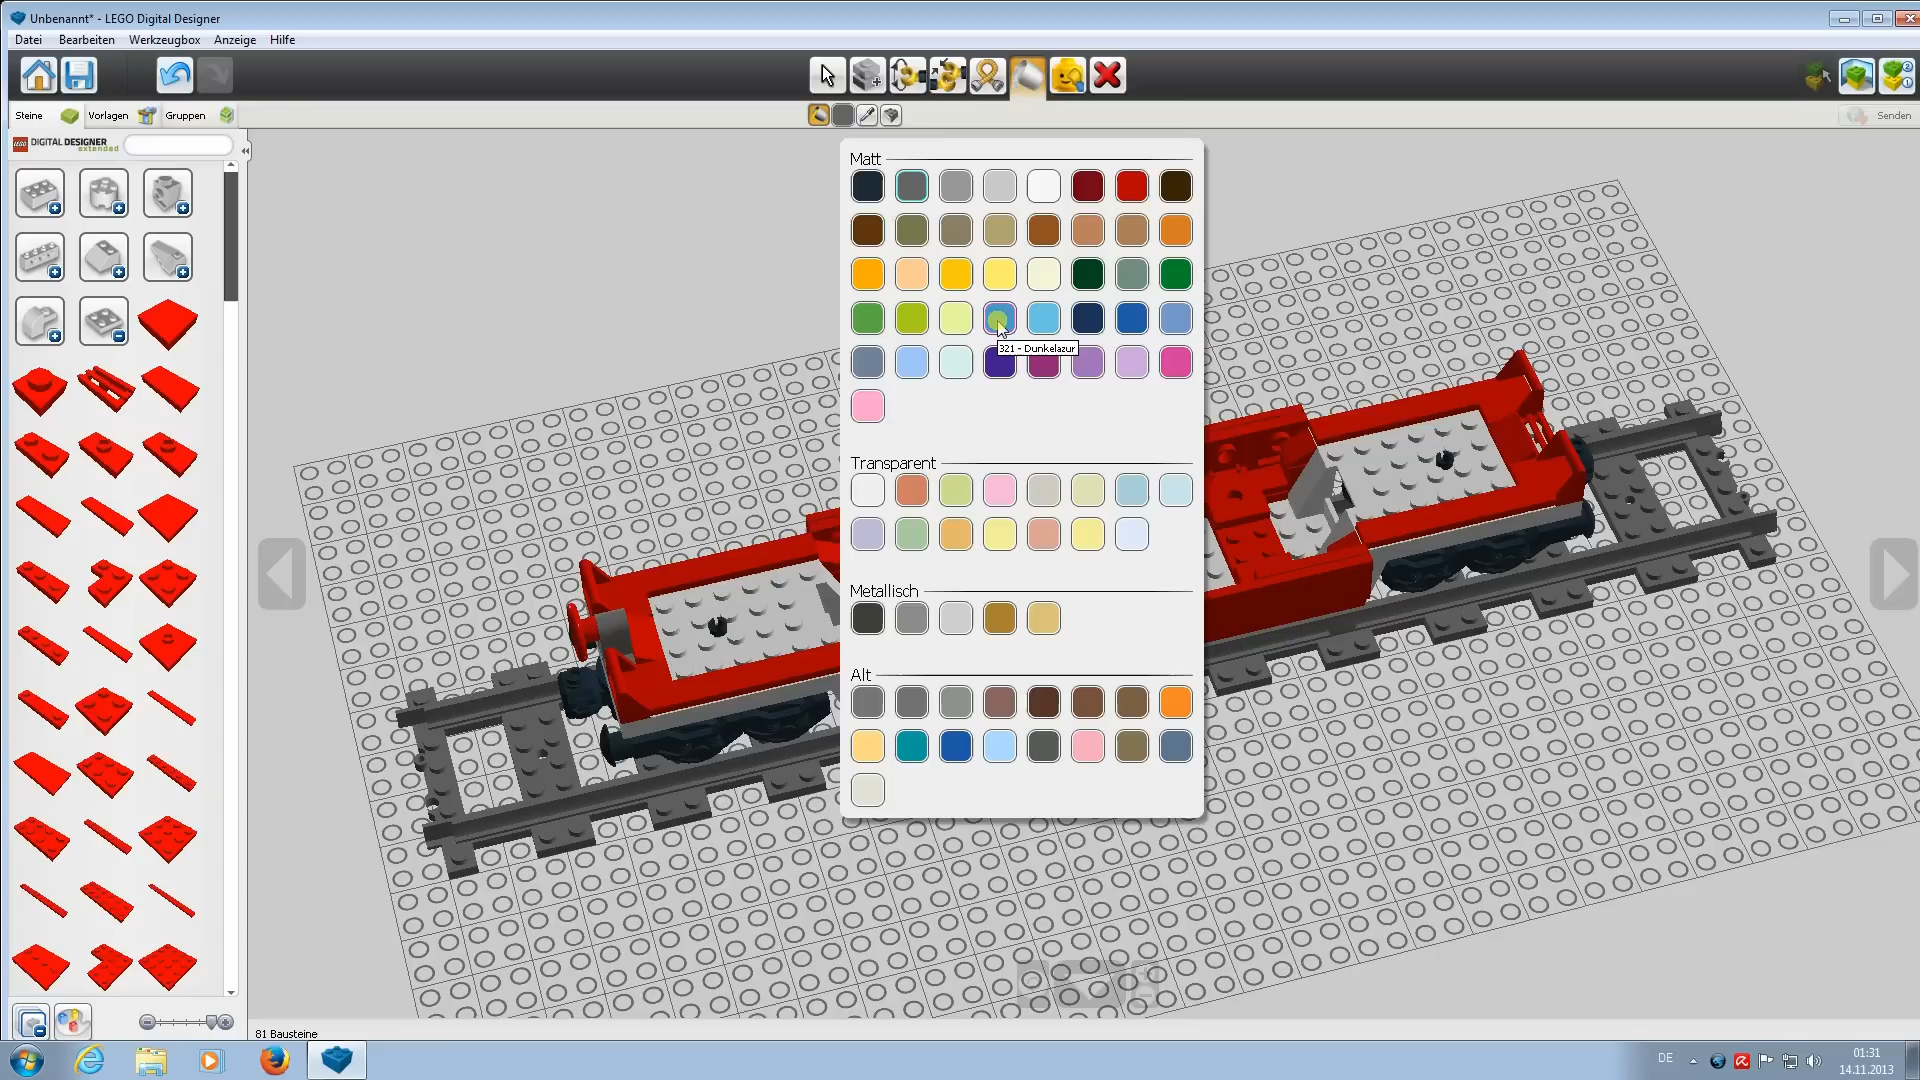 Unbenannt* - LEGO Digital Designer
Datei Bearbeiten Werkzeugbox Anzeige Hilfe
Steine Vorlagen Gruppen
Senden
LEGO DIGITAL DESIGNER
extended
Matt
321 - Dunkelazur
Transparent
Metallisch
Alt
81 Bausteine
DE
01:31
14.11.2013